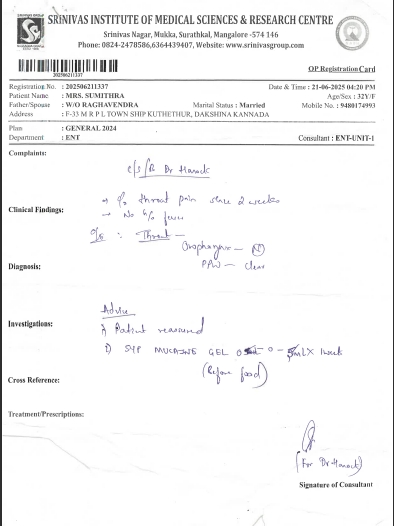 SRINIVAS INSTITUTE OF MEDICAL SCIENCES & RESEARCH CENTRE
Srinivas Nagar, Mukka, Surathkal, Mangalore -574 146
Phone: 0824-2478586,6364439407, Website: www.srinivasgroup.com
202506211337
OP Registration Card
Registration No. : 202506211337 Date & Time : 21-06-2025 04:20 PM
Patient Name : MRS. SUMITHRA Age/Sex : 32Y/F
Father/Spouse : W/O RAGHAVENDRA Marital Status : Married Mobile No. : 9480174993
Address : F-33 M R P L TOWN SHIP KUTHETHUR, DAKSHINA KANNADA
Plan : GENERAL 2024
Department : ENT Consultant : ENT-UNIT-1
Complaints:
c/s/B Dr Hanock
→ c/o throat pain since 2 weeks
Clinical Findings:
→ No h/o fever
O/E : Throat –
Oropharynx – N
PPW – Clear
Diagnosis:
Advice
Investigations:
Patient reassured
1) SYP MUCAINE GEL 0 – 5ml X 1 week
(Before food)
Cross Reference:
Treatment/Prescriptions:
(For Dr Hanock)
Signature of Consultant